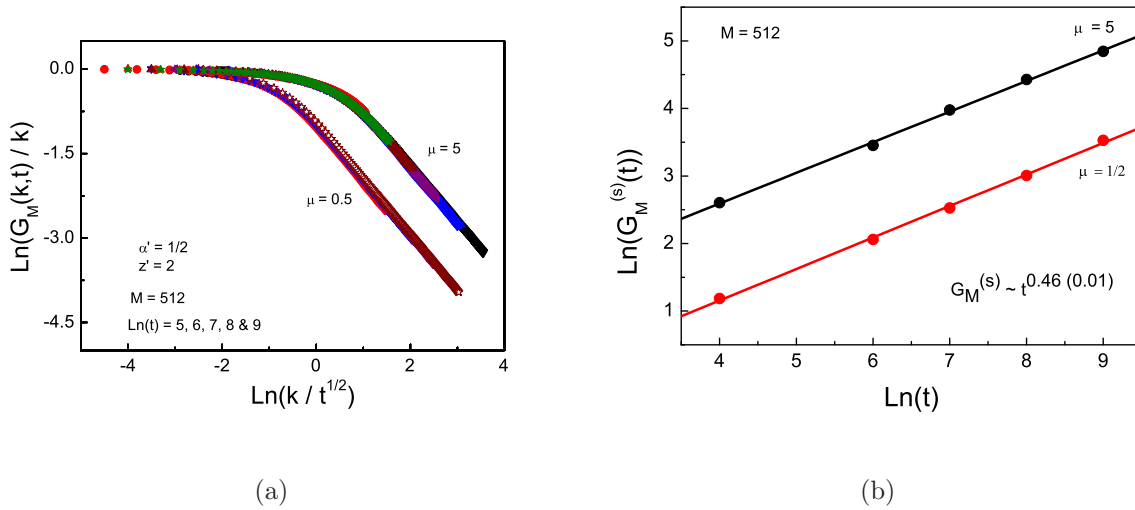 0.0
-1.5
-3.0
-4.5
Ln(G_M(k,t) / k)
μ = 5
μ = 0.5
α' = 1/2
z' = 2
M = 512
Ln(t) = 5, 6, 7, 8 & 9
-4 -2 0 2 4
Ln(k / t^{1/2})
(a)
5
4
3
2
1
Ln(G_M^{(s)}(t))
M = 512
μ = 5
μ = 1/2
G_M^{(s)} ~ t^{0.46 (0.01)}
4 5 6 7 8 9
Ln(t)
(b)